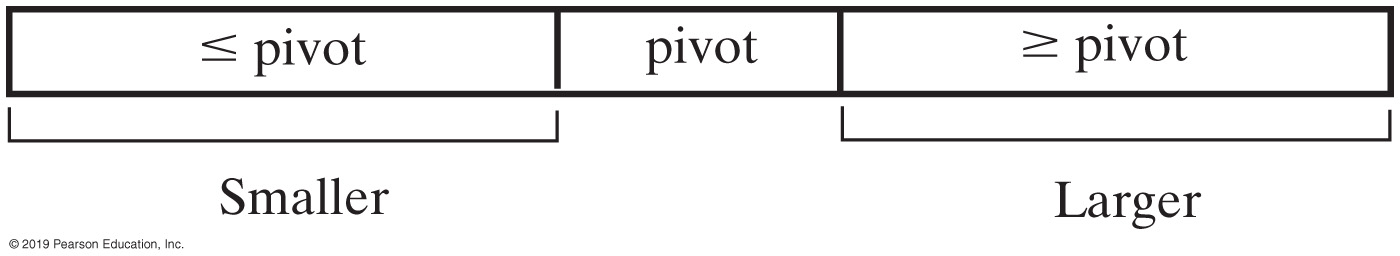 ≤ pivot pivot ≥ pivot
Smaller Larger
© 2019 Pearson Education, Inc.